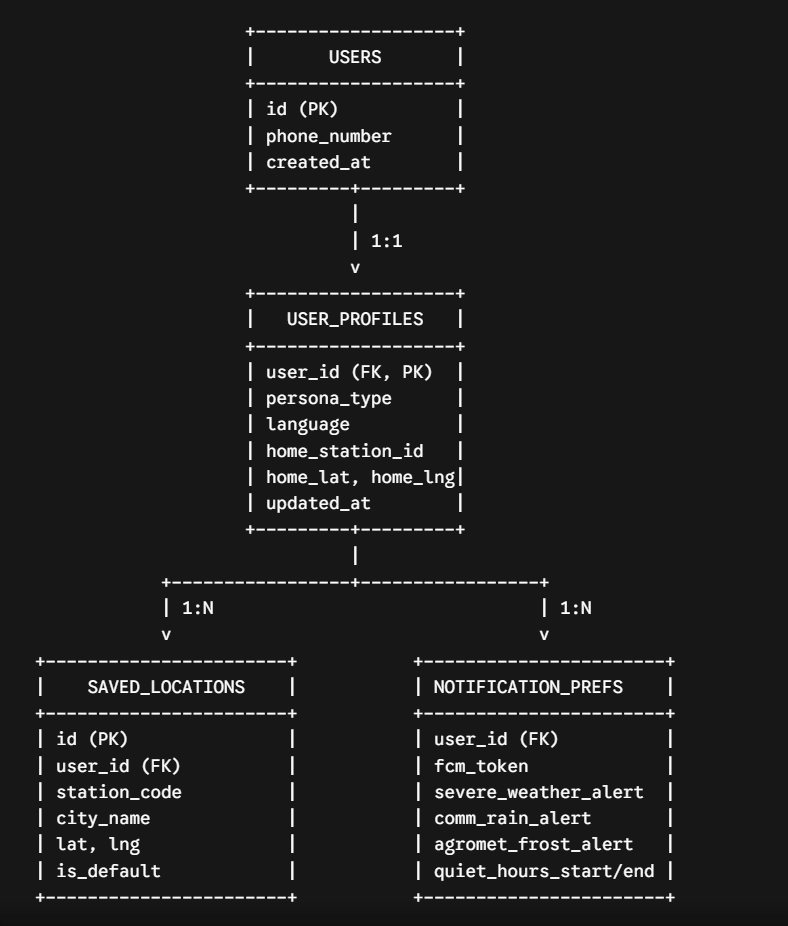 USERS
id (PK)
phone_number
created_at
1:1
v
USER_PROFILES
user_id (FK, PK)
persona_type
language
home_station_id
home_lat, home_lng
updated_at
1:N 1:N
v v
SAVED_LOCATIONS
id (PK)
user_id (FK)
station_code
city_name
lat, lng
is_default
NOTIFICATION_PREFS
user_id (FK)
fcm_token
severe_weather_alert
comm_rain_alert
agromet_frost_alert
quiet_hours_start/end